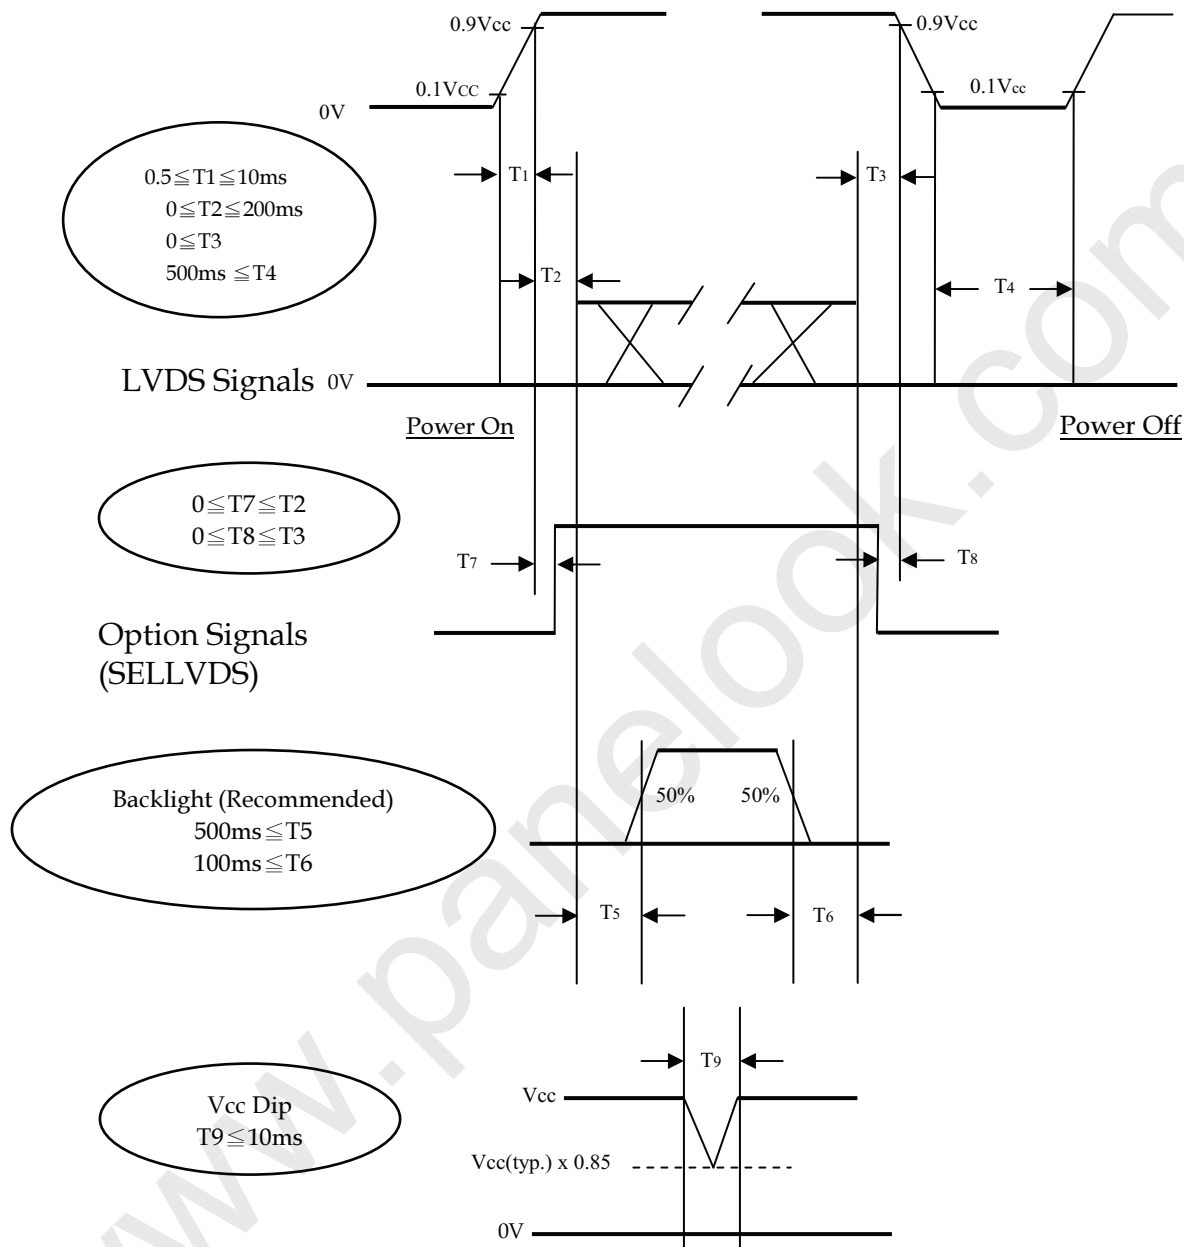 0.9Vcc
0.9Vcc
0.1VCC
0.1Vcc
0V
0.5≦T1≦10ms
0≦T2≦200ms
0≦T3
500ms ≦T4
T1
T3
T2
T4
LVDS Signals 0V
Power On
Power Off
0≦T7≦T2
0≦T8≦T3
T7
T8
Option Signals
(SELLVDS)
Backlight (Recommended)
500ms≦T5
100ms≦T6
50%
50%
T5
T6
Vcc Dip
T9≦10ms
T9
Vcc
Vcc(typ.) x 0.85
0V
www.panelook.com